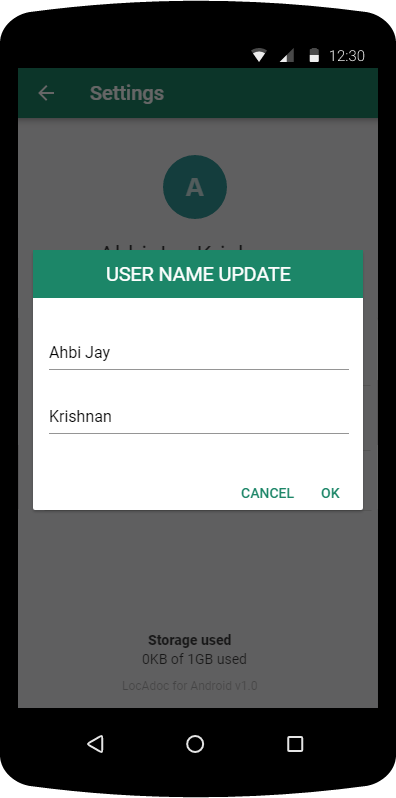 12:30
Settings
A
USER NAME UPDATE
Ahbi Jay
Krishnan
CANCEL OK
Storage used
0KB of 1GB used
LocAdoc for Android v1.0